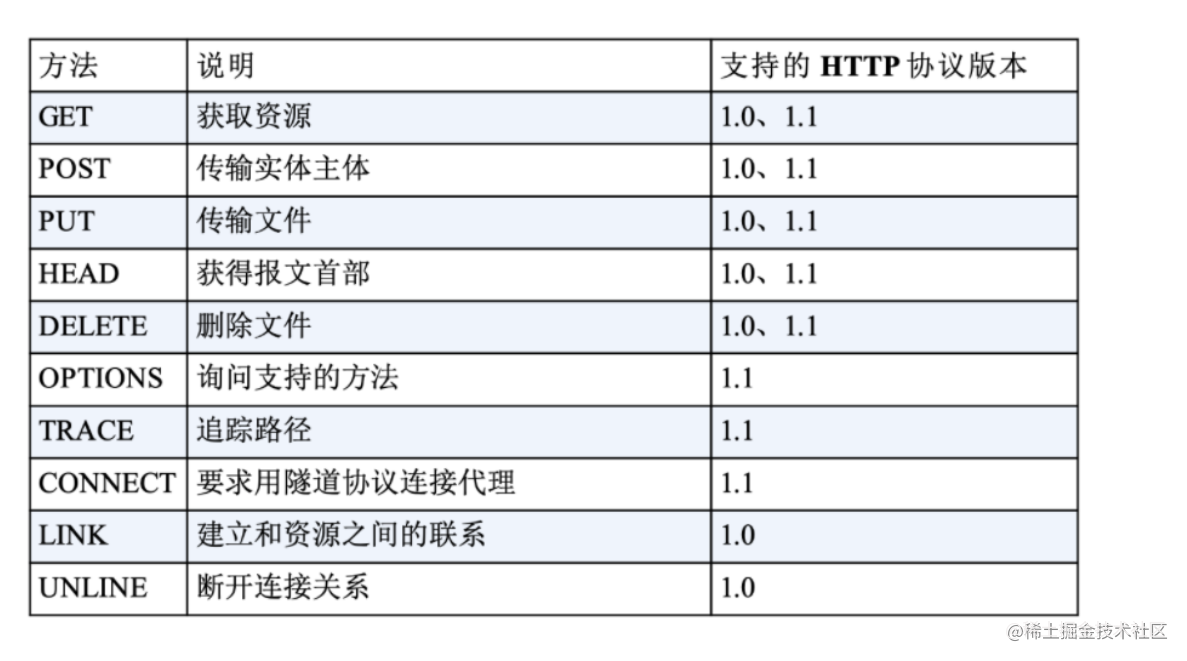 方法 说明 支持的 HTTP 协议版本
GET 获取资源 1.0、1.1
POST 传输实体主体 1.0、1.1
PUT 传输文件 1.0、1.1
HEAD 获得报文首部 1.0、1.1
DELETE 删除文件 1.0、1.1
OPTIONS 询问支持的方法 1.1
TRACE 追踪路径 1.1
CONNECT 要求用隧道协议连接代理 1.1
LINK 建立和资源之间的联系 1.0
UNLINE 断开连接关系 1.0
@稀土掘金技术社区